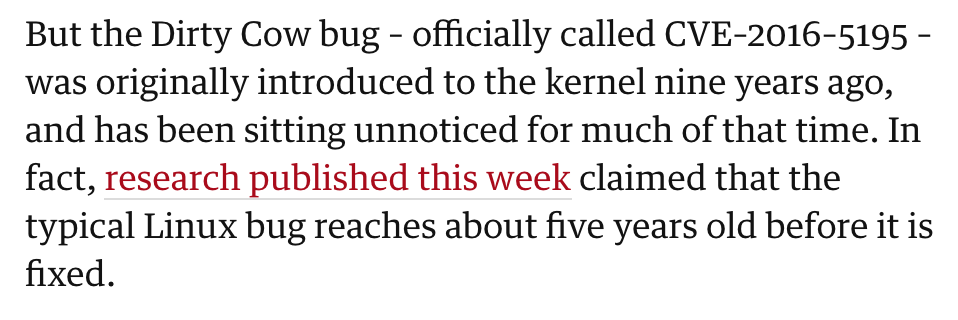 But the Dirty Cow bug – officially called CVE-2016-5195 –
was originally introduced to the kernel nine years ago,
and has been sitting unnoticed for much of that time. In
fact, research published this week claimed that the
typical Linux bug reaches about five years old before it is
fixed.